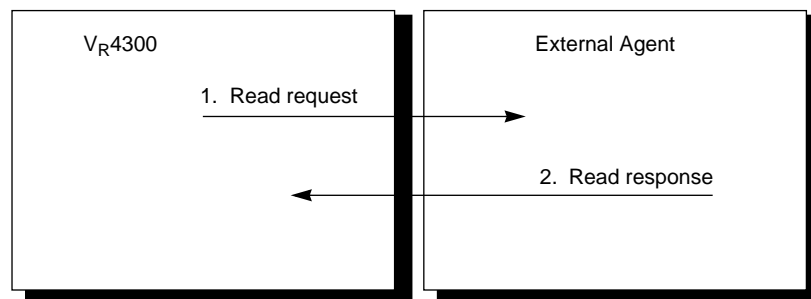 VR4300
External Agent
1. Read request
2. Read response